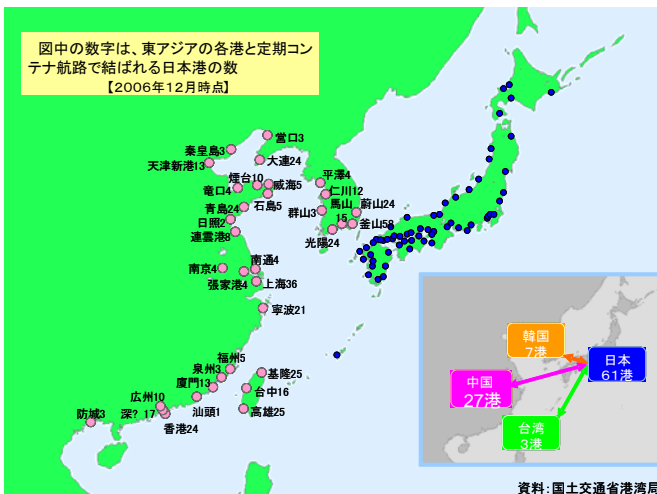 図中の数字は、東アジアの各港と定期コン
テナ航路で結ばれる日本港の数
【2006年12月時点】
営口3
秦皇島3
大連24
天津新港13
煙台10
威海5
平澤4
竜口4
仁川12
石島5
馬山
15
蔚山24
青島24
群山3
日照2
釜山58
連雲港8
光陽24
南通4
南京4
張家港4
上海36
寧波21
福州5
泉州3
基隆25
廈門13
台中16
広州10
防城3
深? 17
汕頭1
高雄25
香港24
韓国
7港
日本
61港
中国
27港
台湾
3港
資料:国土交通省港湾局